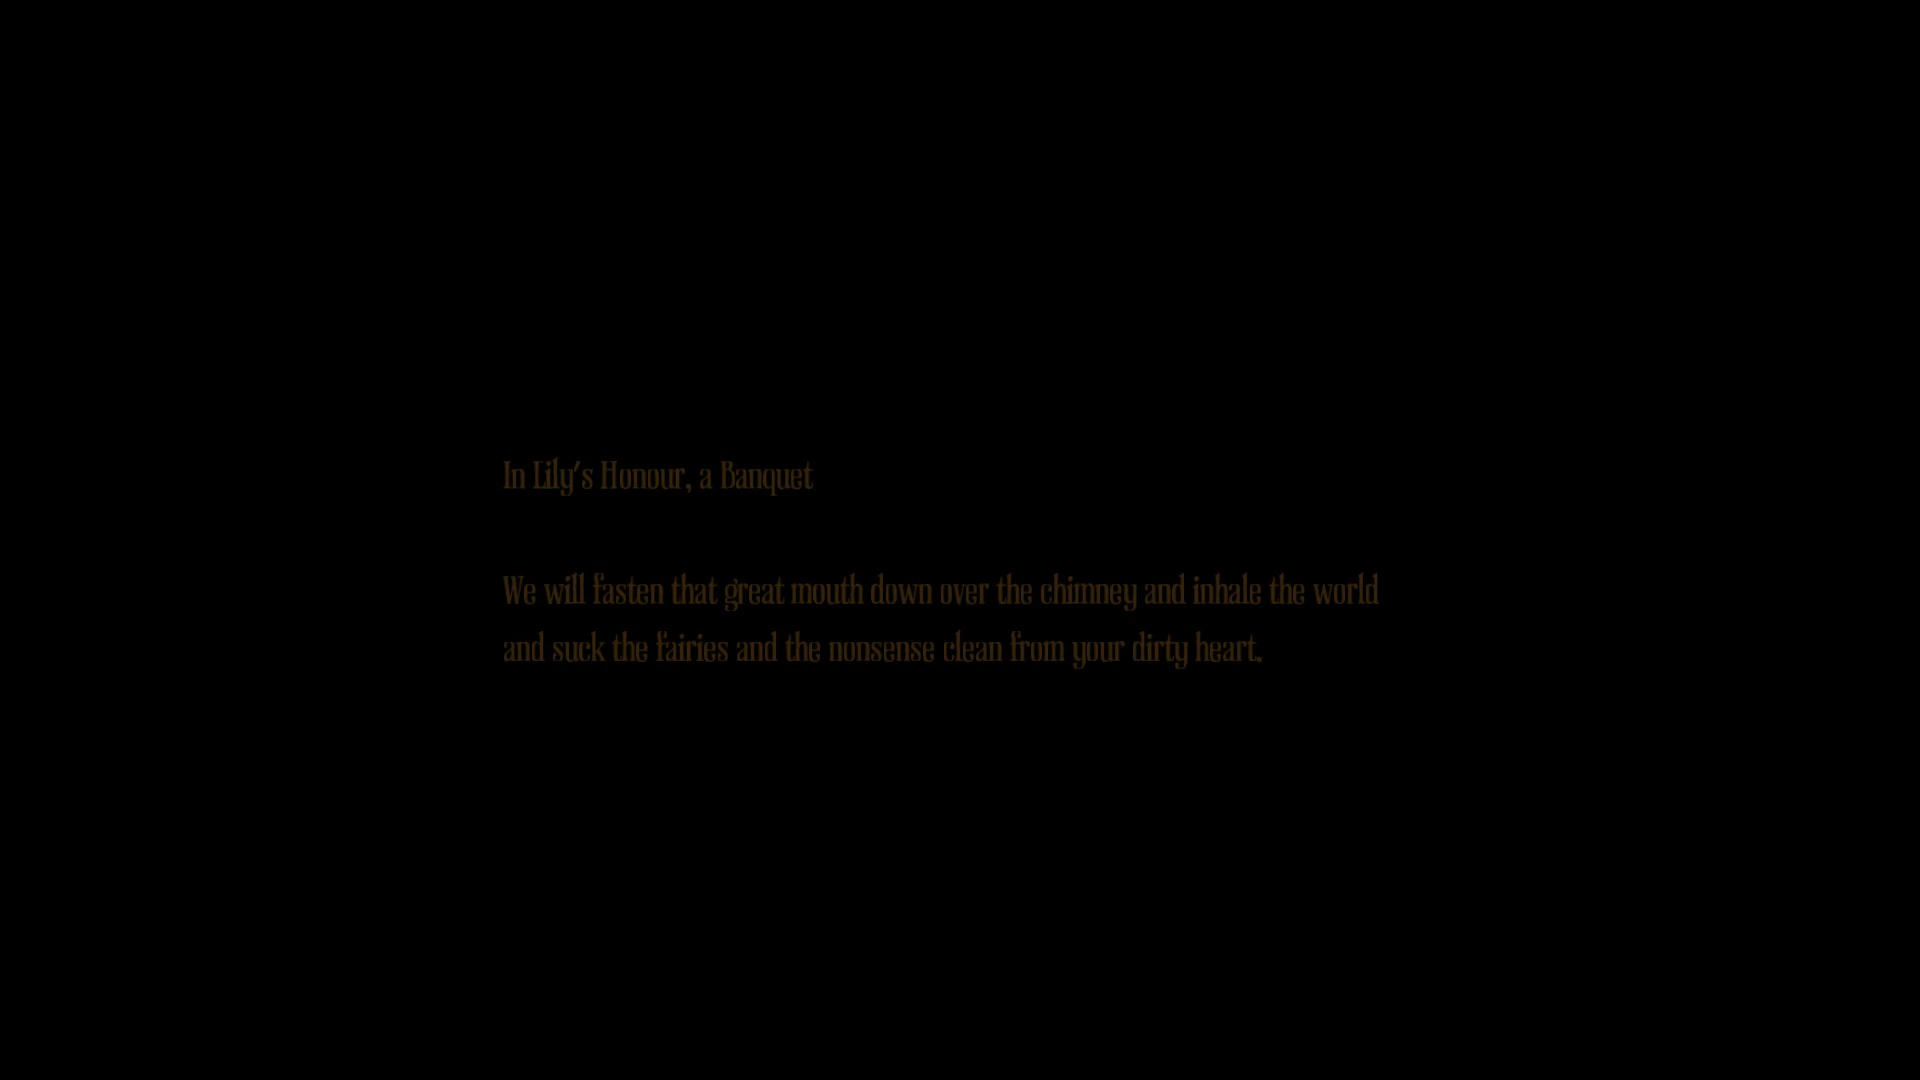 In Lily's Honour, a Banquet
We will fasten that great mouth down over the chimney and inhale the world
and suck the fairies and the nonsense clean from your dirty heart.